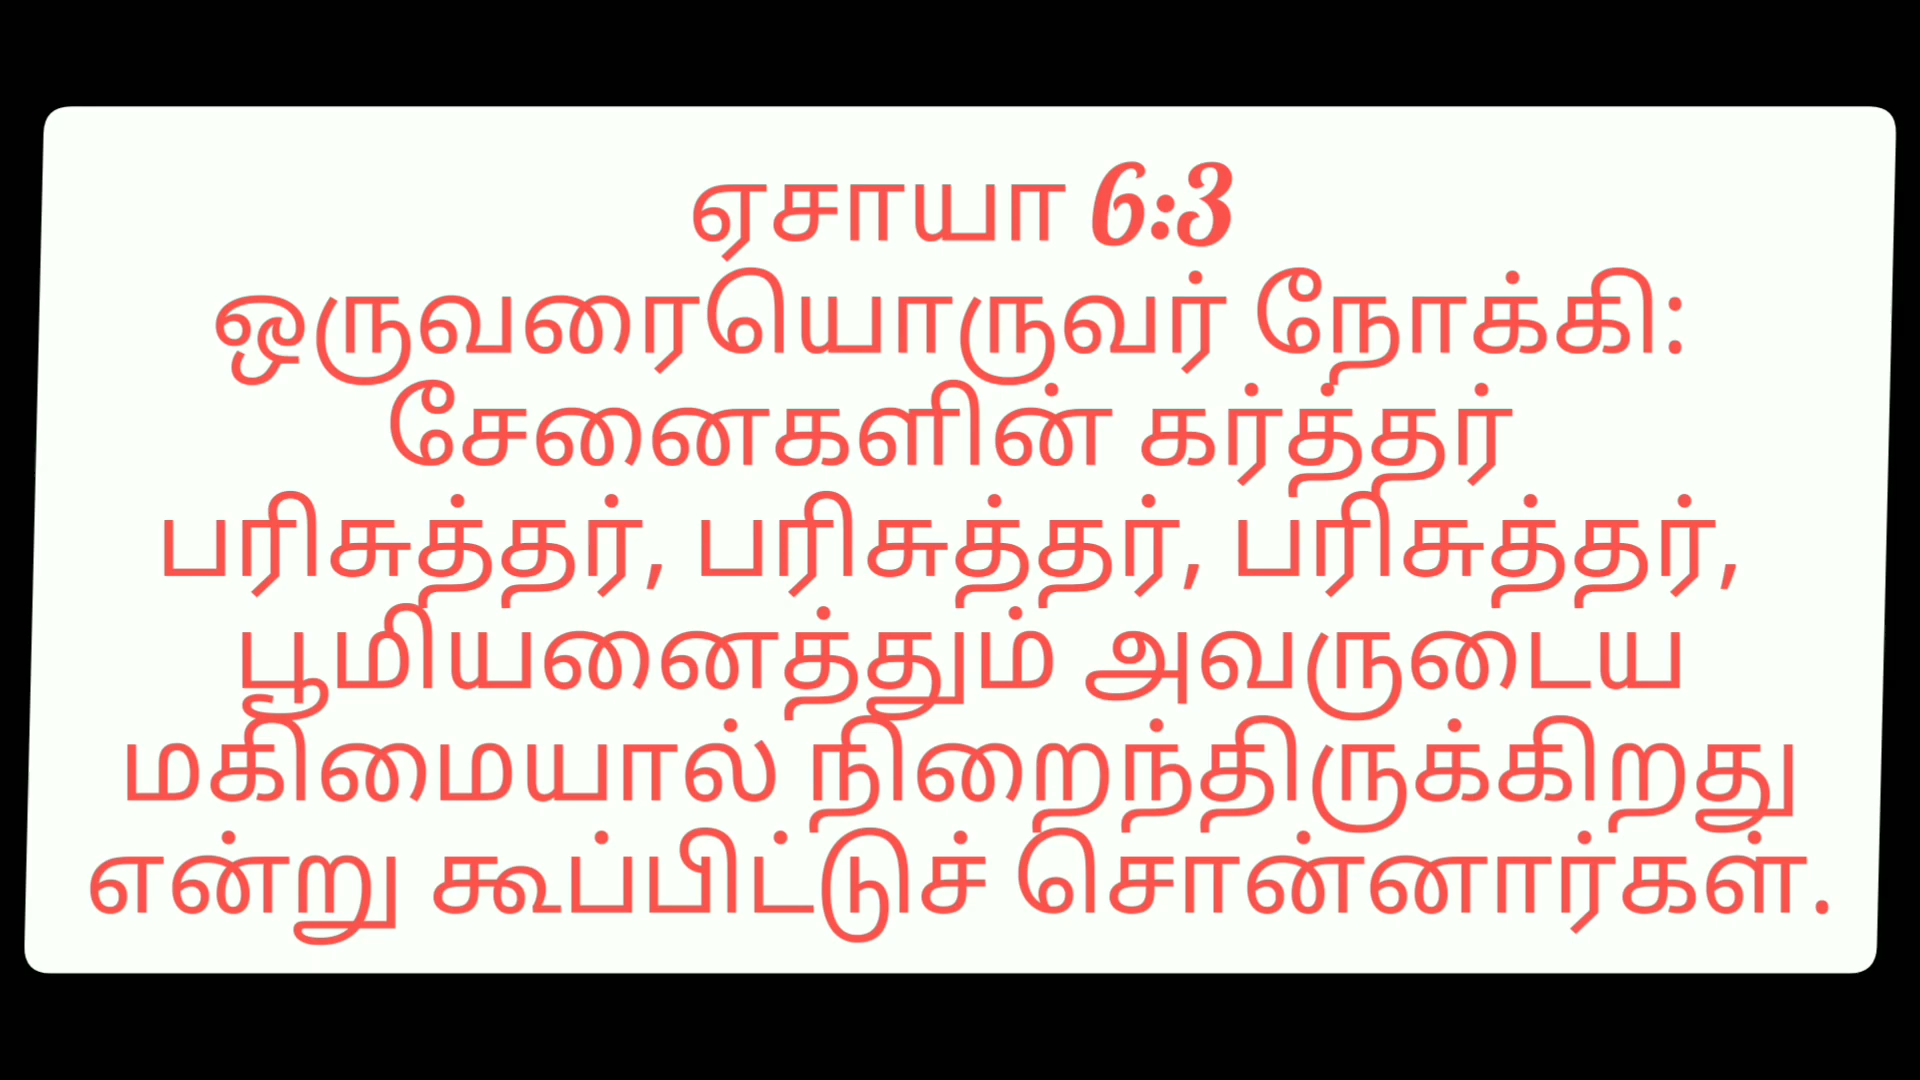 ஏசாயா 6:3
ஒருவரையொருவர் நோக்கி:
சேனைகளின் கர்த்தர்
பரிசுத்தர், பரிசுத்தர், பரிசுத்தர்,
பூமியனைத்தும் அவருடைய
மகிமையால் நிறைந்திருக்கிறது
என்று கூப்பிட்டுச் சொன்னார்கள்.